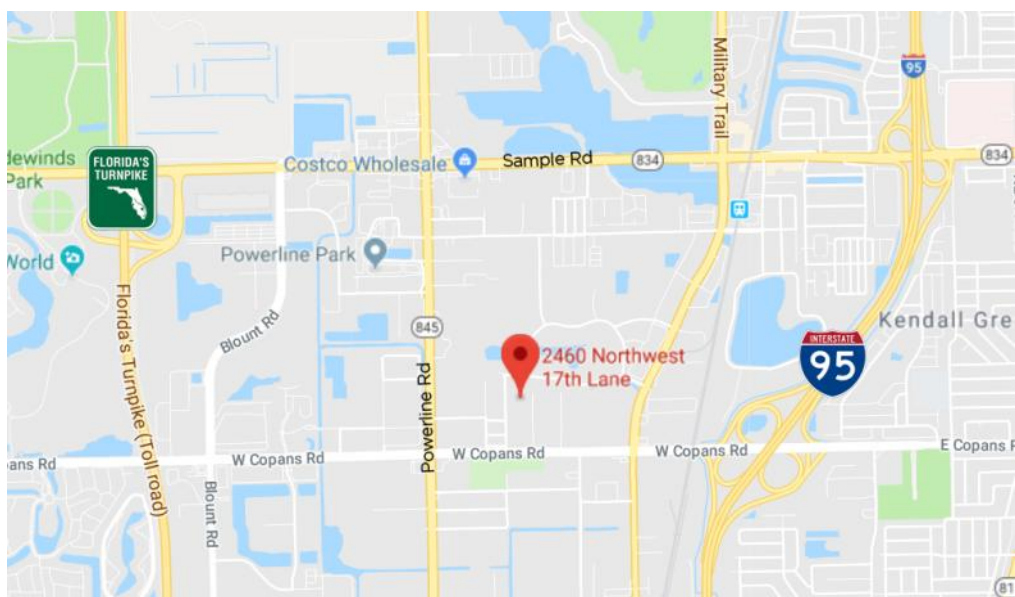 Military Trail
95
FLORIDA'S
TURNPIKE
Costco Wholesale
Sample Rd
834
834
dewinds
Park
World
Powerline Park
Florida's Turnpike (Toll road)
Blount Rd
845
Kendall Gre
INTERSTATE
95
2460 Northwest
17th Lane
Powerline Rd
pans Rd
W Copans Rd
W Copans Rd
W Copans Rd
E Copans R
Blount Rd
81